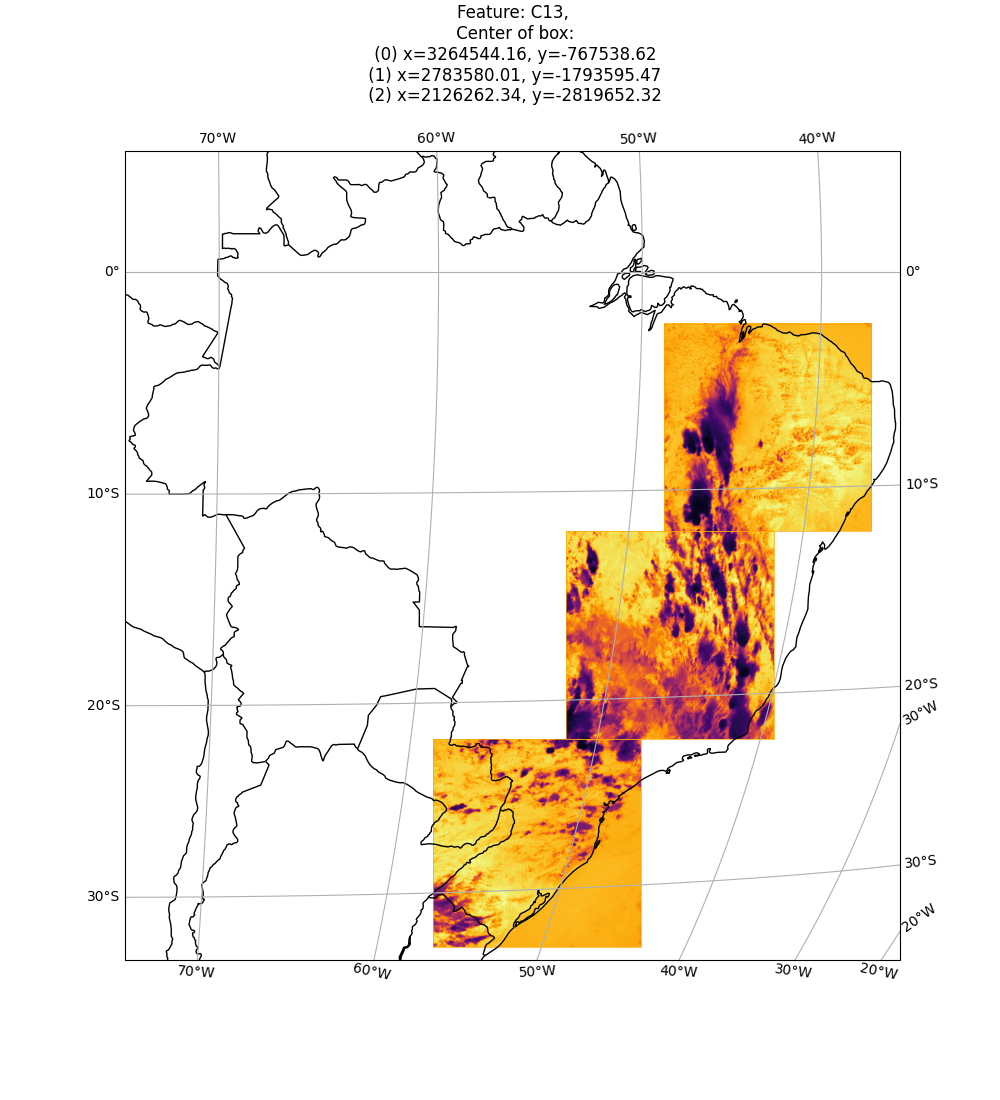 Feature: C13,
Center of box:
(0) x=3264544.16, y=-767538.62
(1) x=2783580.01, y=-1793595.47
(2) x=2126262.34, y=-2819652.32
70°W 60°W 50°W 40°W
0° 0°
10°S 10°S
20°S 20°S
30°W
30°S 30°S
20°W
70°W 60°W 50°W 40°W 30°W 20°W